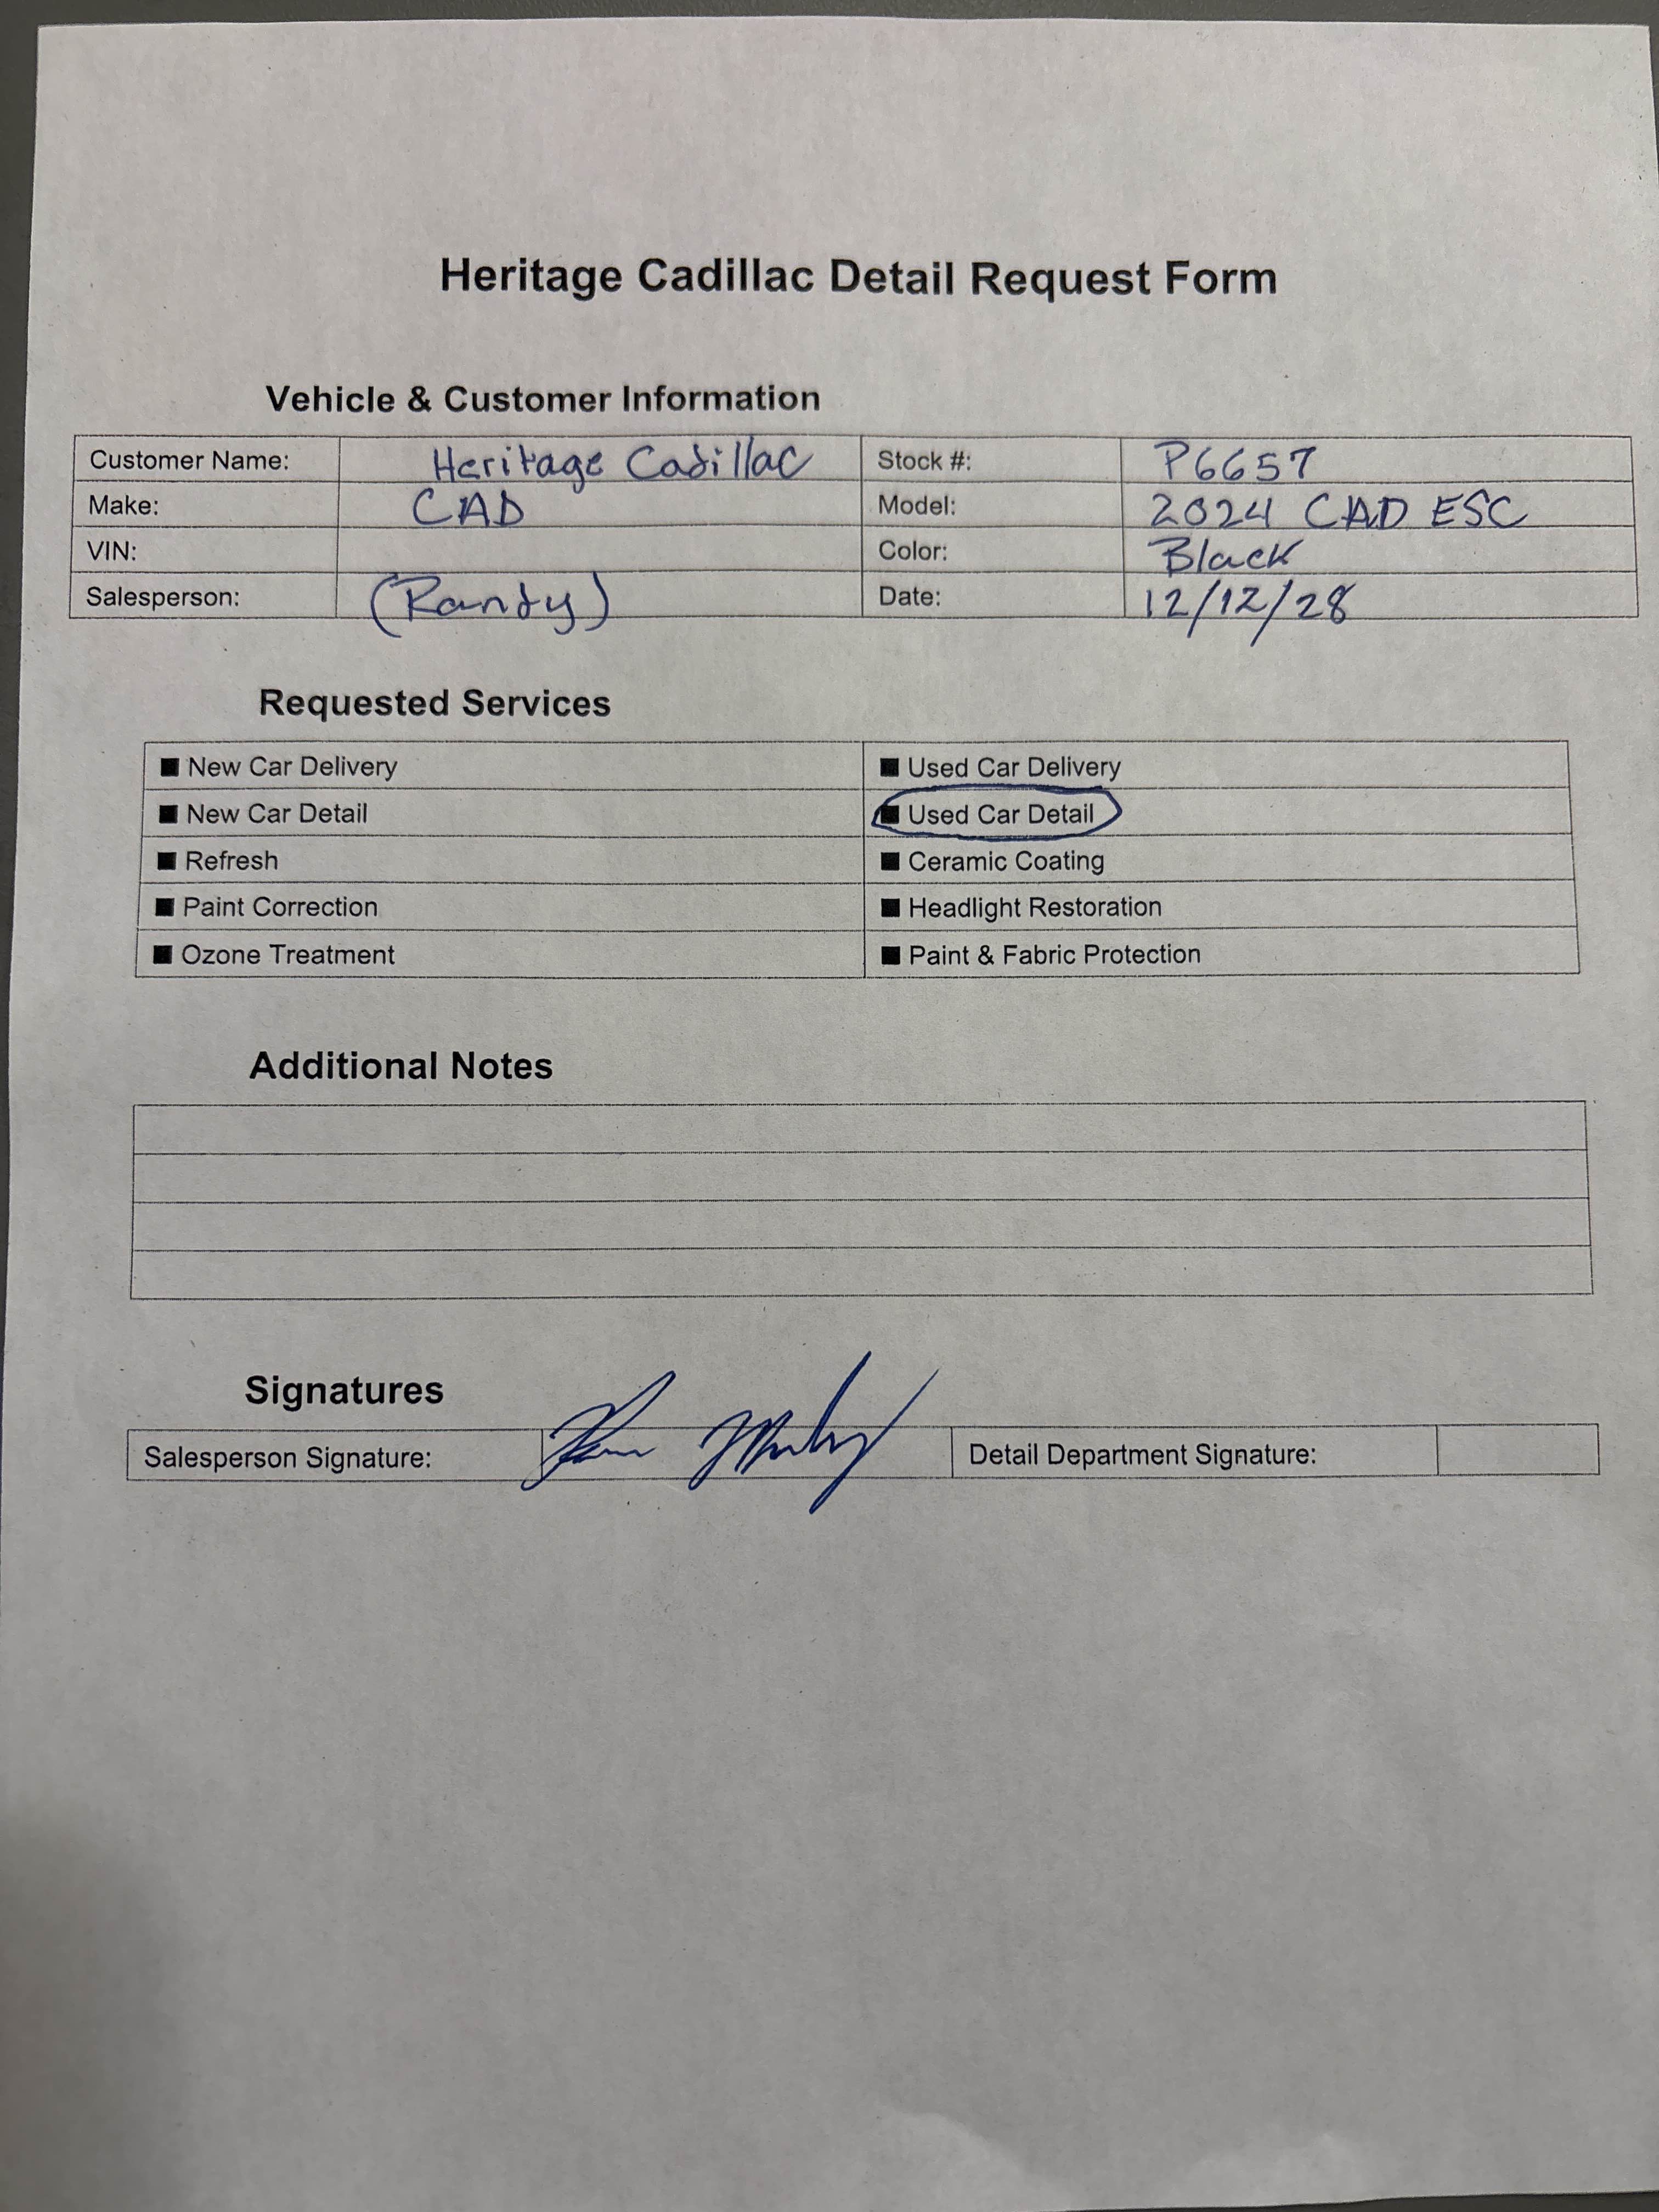 Heritage Cadillac Detail Request Form
Vehicle & Customer Information
Customer Name: Heritage Cadillac Stock #: P6657
Make: CAD Model: 2024 CAD ESC
VIN: Color: Black
Salesperson: (Randy) Date: 12/12/28
Requested Services
■ New Car Delivery ■ Used Car Delivery
■ New Car Detail ■ Used Car Detail
■ Refresh ■ Ceramic Coating
■ Paint Correction ■ Headlight Restoration
■ Ozone Treatment ■ Paint & Fabric Protection
Additional Notes
Signatures
Salesperson Signature: Detail Department Signature: